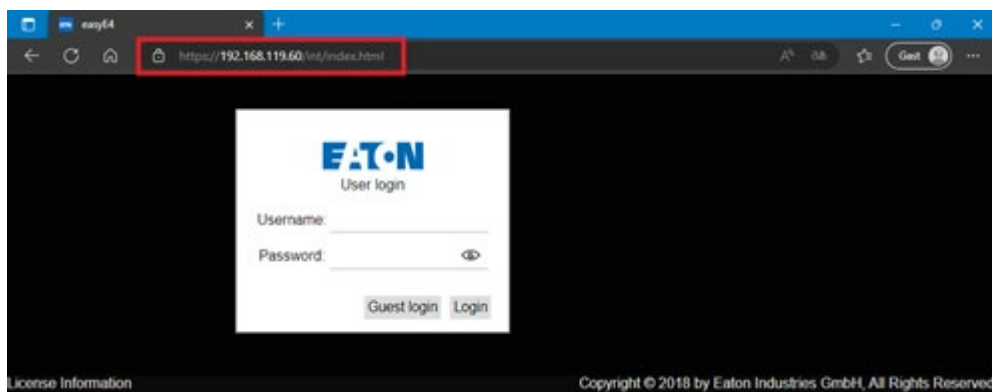 easyE4
https://192.168.119.60/int/index.html
Gast
EATON
User login
Username:
Password:
Guest login Login
License Information Copyright © 2018 by Eaton Industries GmbH, All Rights Reserved